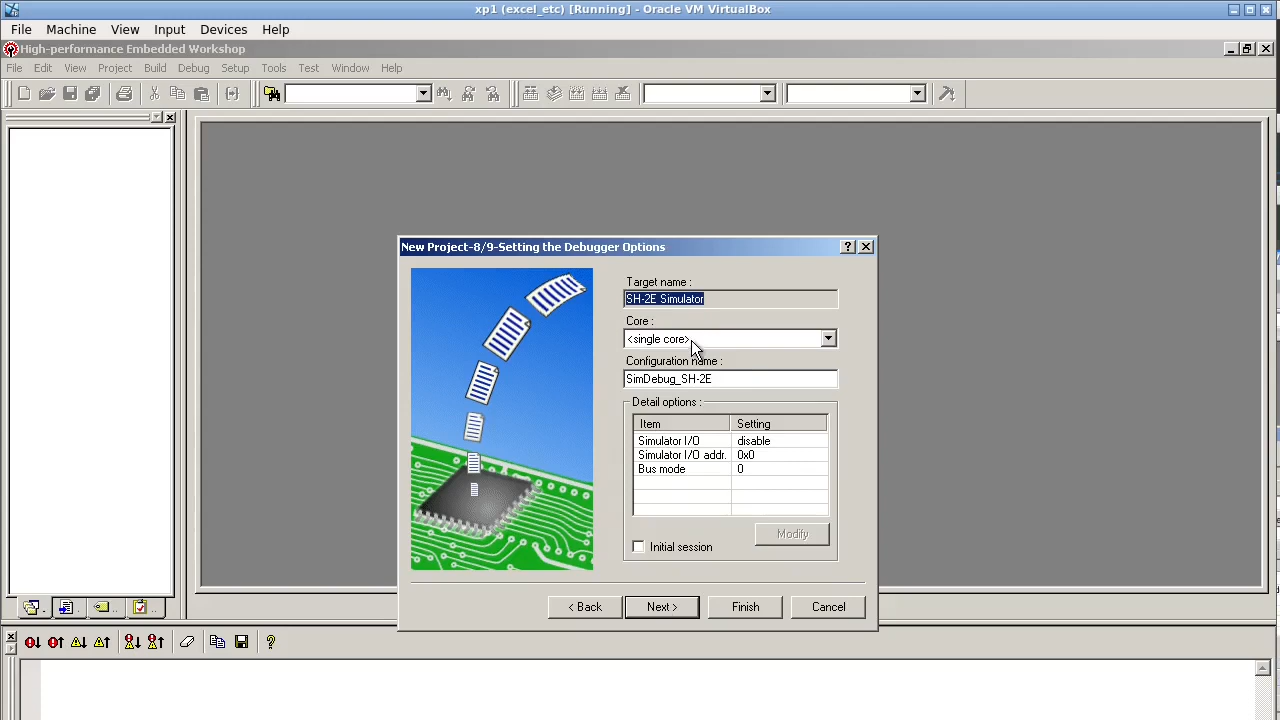 xp1 (excel_etc) [Running] - Oracle VM VirtualBox
File Machine View Input Devices Help
High-performance Embedded Workshop
File Edit View Project Build Debug Setup Tools Test Window Help
New Project-8/9-Setting the Debugger Options
Target name :
SH-2E Simulator
Core :
<single core>
Configuration name :
SimDebug_SH-2E
Detail options :
Item Setting
Simulator I/O disable
Simulator I/O addr. 0x0
Bus mode 0
Modify
Initial session
< Back Next > Finish Cancel